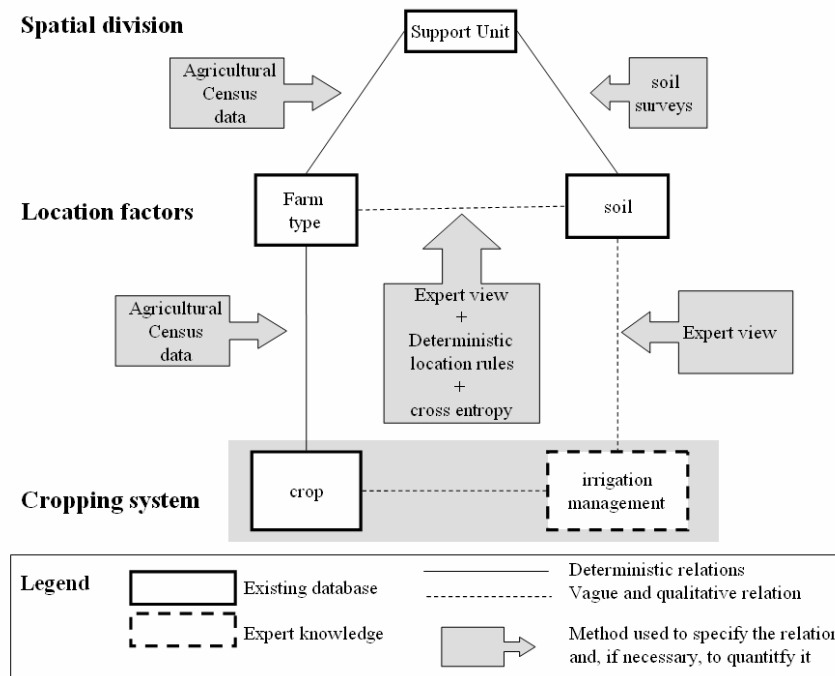 Spatial division
Support Unit
Agricultural
Census
data
soil
surveys
Location factors
Farm
type
soil
Agricultural
Census
data
Expert view
+
Deterministic
location rules
+
cross entropy
Expert view
Cropping system
crop
irrigation
management
Legend
Existing database
Expert knowledge
Deterministic relations
Vague and qualitative relation
Method used to specify the relation
and, if necessary, to quantitfy it